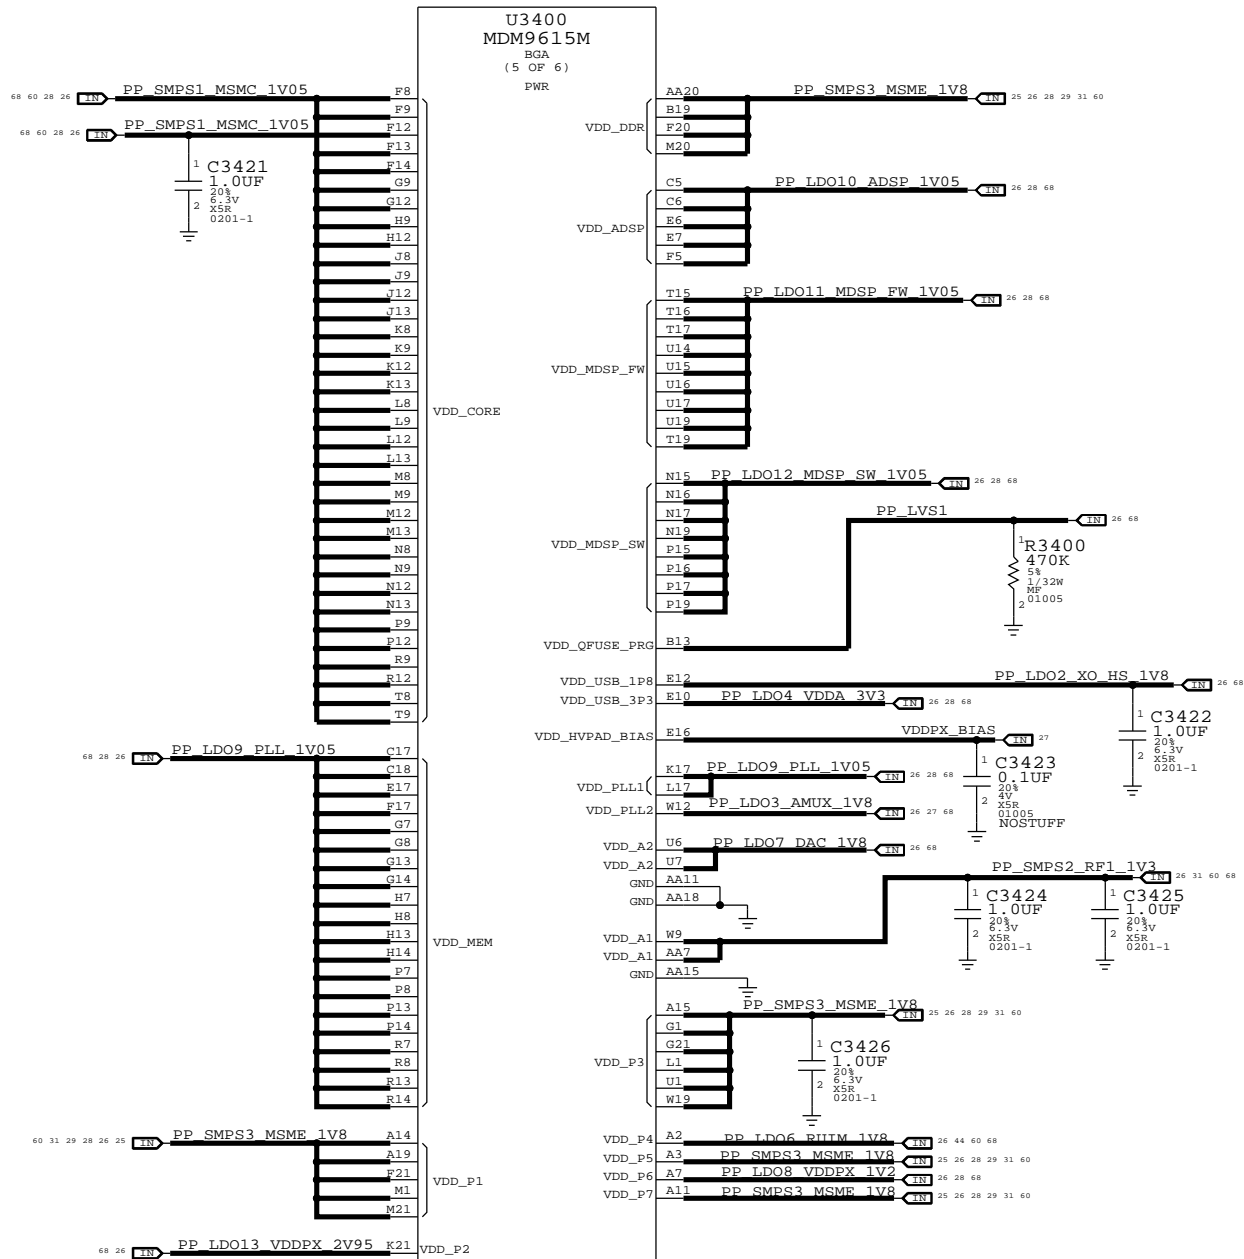 U3400
MDM9615M
BGA
(5 OF 6)
PWR
68 60 28 26 IN PP_SMPS1_MSMC_1V05 F8
F9
68 60 28 26 IN PP_SMPS1_MSMC_1V05 F12
F13
F14
G9
G12
H9
H12
J8
J9
J12
J13
K8
K9
K12
K13
L8
L9
L12
L13
M8
M9
M12
M13
N8
N9
N12
N13
P9
P12
R9
R12
T8
T9
VDD_CORE
1 C3421
1.0UF
20%
6.3V
2 X5R
0201-1
68 28 26 IN PP_LDO9_PLL_1V05 C17
C18
E17
F17
G7
G8
G13
G14
H7
H8
H13
H14
P7
P8
P13
P14
R7
R8
R13
R14
VDD_MEM
60 31 29 28 26 25 IN PP_SMPS3_MSME_1V8 A14
A19
F21
M1
M21
VDD_P1
68 26 IN PP_LDO13_VDDPX_2V95 K21 VDD_P2
VDD_DDR
AA20 PP_SMPS3_MSME_1V8 IN 25 26 28 29 31 60
B19
F20
M20
VDD_ADSP
C5 PP_LDO10_ADSP_1V05 IN 26 28 68
C6
E6
E7
F5
VDD_MDSP_FW
T15 PP_LDO11_MDSP_FW_1V05 IN 26 28 68
T16
T17
U14
U15
U16
U17
U19
T19
VDD_MDSP_SW
N15 PP_LDO12_MDSP_SW_1V05 IN 26 28 68
N16
N17
N19
P15
P16
P17
P19
PP_LVS1 IN 26 68
1 R3400
470K
5%
1/32W
MF
2 01005
VDD_QFUSE_PRG B13
VDD_USB_1P8 E12 PP_LDO2_XO_HS_1V8 IN 26 68
VDD_USB_3P3 E10 PP_LDO4_VDDA_3V3 IN 26 28 68
1 C3422
1.0UF
20%
6.3V
2 X5R
0201-1
VDD_HVPAD_BIAS E16 VDDPX_BIAS IN 27
1 C3423
0.1UF
20%
4V
2 X5R
01005
NOSTUFF
VDD_PLL1 K17 PP_LDO9_PLL_1V05 IN 26 28 68
L17
VDD_PLL2 W12 PP_LDO3_AMUX_1V8 IN 26 27 68
VDD_A2 U6 PP_LDO7_DAC_1V8 IN 26 68
VDD_A2 U7
GND AA11
GND AA18
PP_SMPS2_RF1_1V3 IN 26 31 60 68
1 C3424
1.0UF
20%
6.3V
2 X5R
0201-1
1 C3425
1.0UF
20%
6.3V
2 X5R
0201-1
VDD_A1 W9
VDD_A1 AA7
GND AA15
VDD_P3
A15 PP_SMPS3_MSME_1V8 IN 25 26 28 29 31 60
G1
G21
L1
U1
W19
1 C3426
1.0UF
20%
6.3V
2 X5R
0201-1
VDD_P4 A2 PP_LDO6_RUIM_1V8 IN 26 44 60 68
VDD_P5 A3 PP_SMPS3_MSME_1V8 IN 25 26 28 29 31 60
VDD_P6 A7 PP_LDO8_VDDPX_1V2 IN 26 28 68
VDD_P7 A11 PP_SMPS3_MSME_1V8 IN 25 26 28 29 31 60